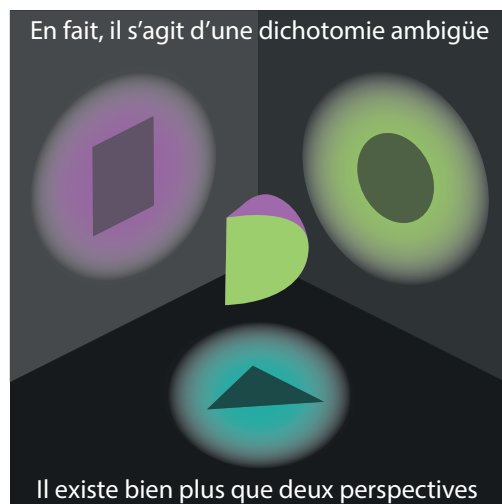 En fait, il s’agit d’une dichotomie ambigüe
Il existe bien plus que deux perspectives